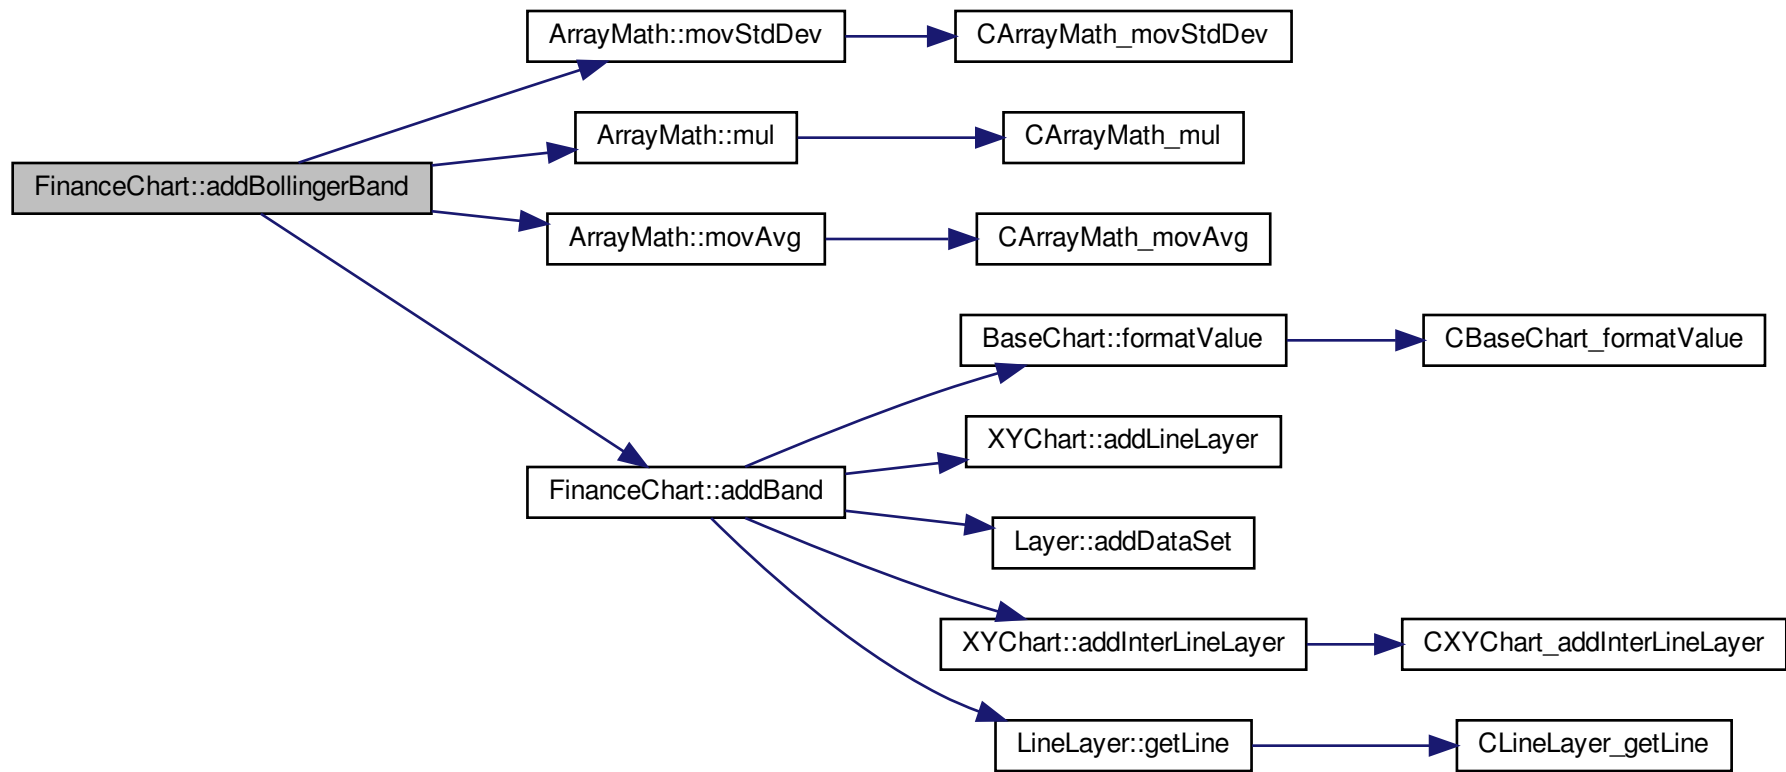 ArrayMath::movStdDev
CArrayMath_movStdDev
ArrayMath::mul
CArrayMath_mul
FinanceChart::addBollingerBand
ArrayMath::movAvg
CArrayMath_movAvg
BaseChart::formatValue
CBaseChart_formatValue
XYChart::addLineLayer
FinanceChart::addBand
Layer::addDataSet
XYChart::addInterLineLayer
CXYChart_addInterLineLayer
LineLayer::getLine
CLineLayer_getLine